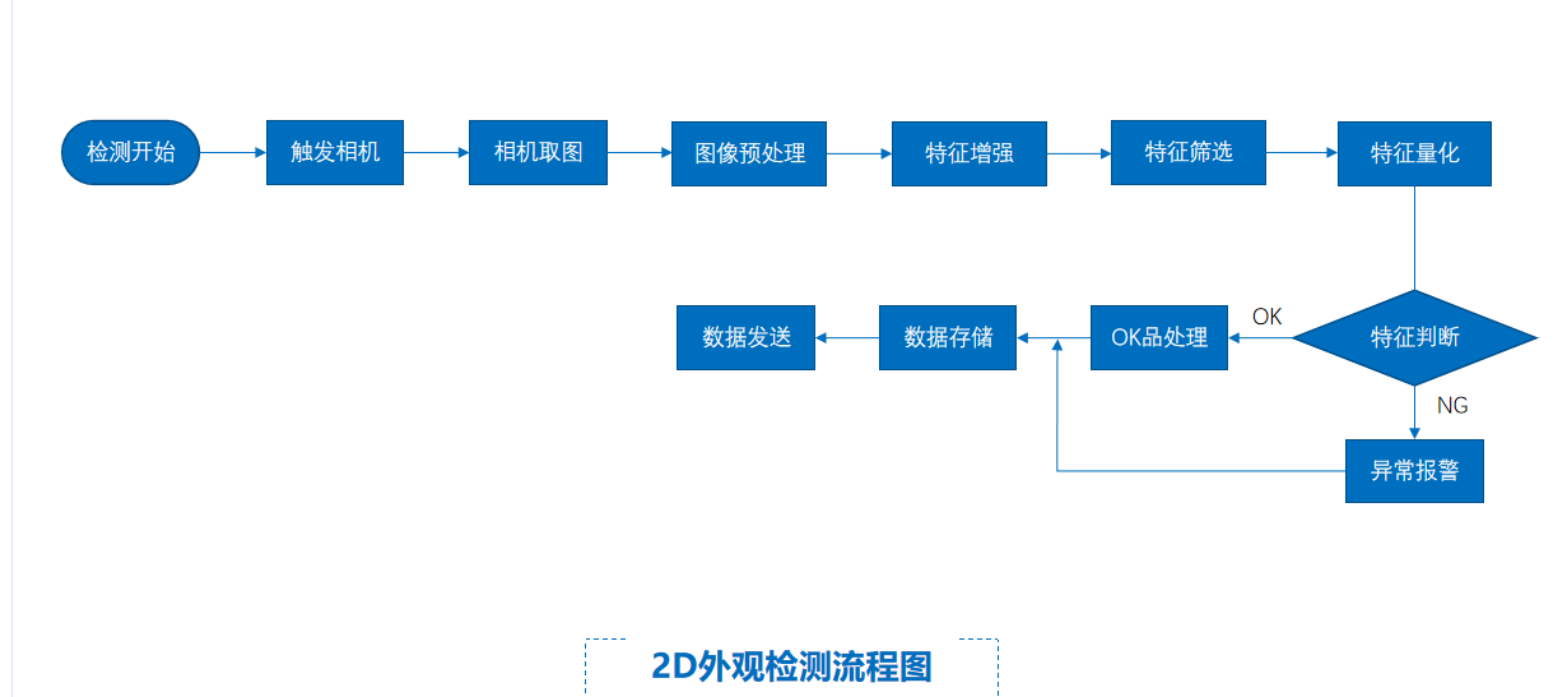 检测开始
触发相机
相机取图
图像预处理
特征增强
特征筛选
特征量化
数据发送
数据存储
OK品处理
OK
特征判断
NG
异常报警
2D外观检测流程图